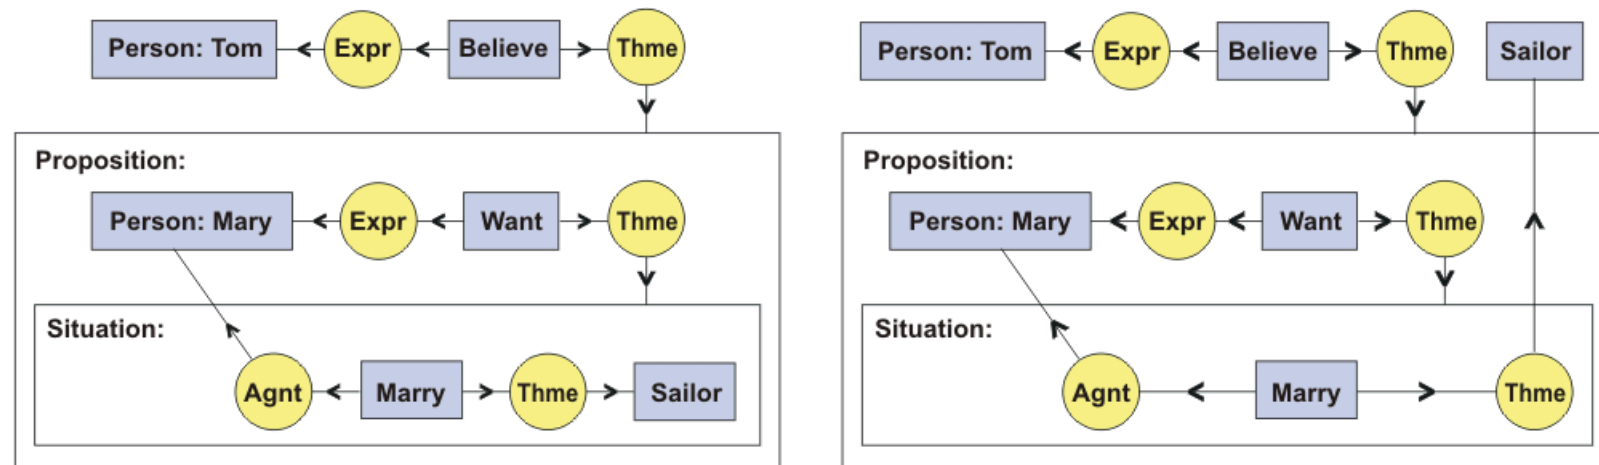 Person: Tom Expr Believe Thme
Proposition:
Person: Mary Expr Want Thme
Situation:
Agnt Marry Thme Sailor
Person: Tom Expr Believe Thme Sailor
Proposition:
Person: Mary Expr Want Thme
Situation:
Agnt Marry Thme